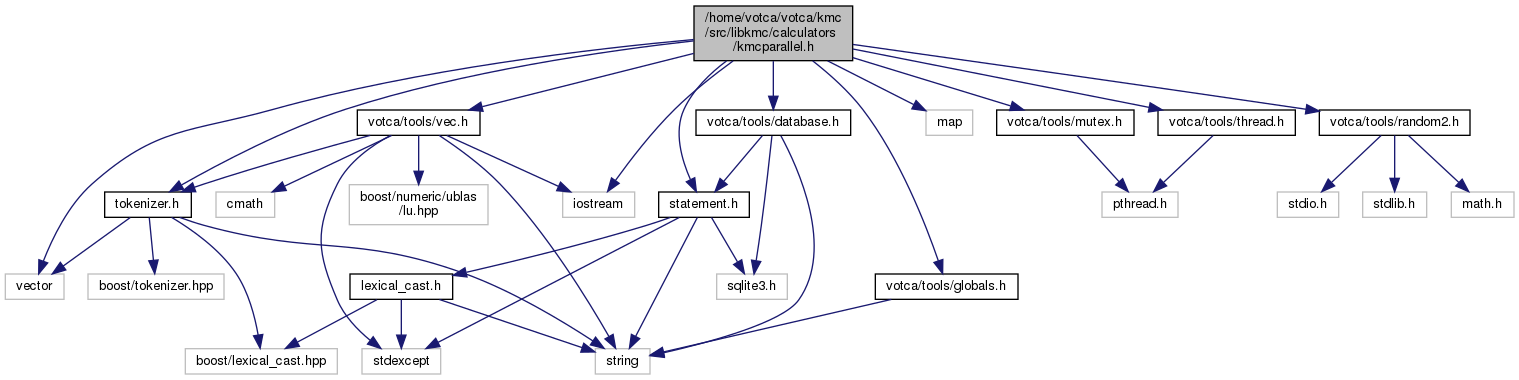 /home/votca/votca/kmc
/src/libkmc/calculators
/kmcparallel.h
votca/tools/vec.h
votca/tools/database.h
map
votca/tools/mutex.h
votca/tools/thread.h
votca/tools/random2.h
tokenizer.h
cmath
boost/numeric/ublas
/lu.hpp
iostream
statement.h
pthread.h
stdio.h
stdlib.h
math.h
vector
boost/tokenizer.hpp
lexical_cast.h
sqlite3.h
votca/tools/globals.h
boost/lexical_cast.hpp
stdexcept
string